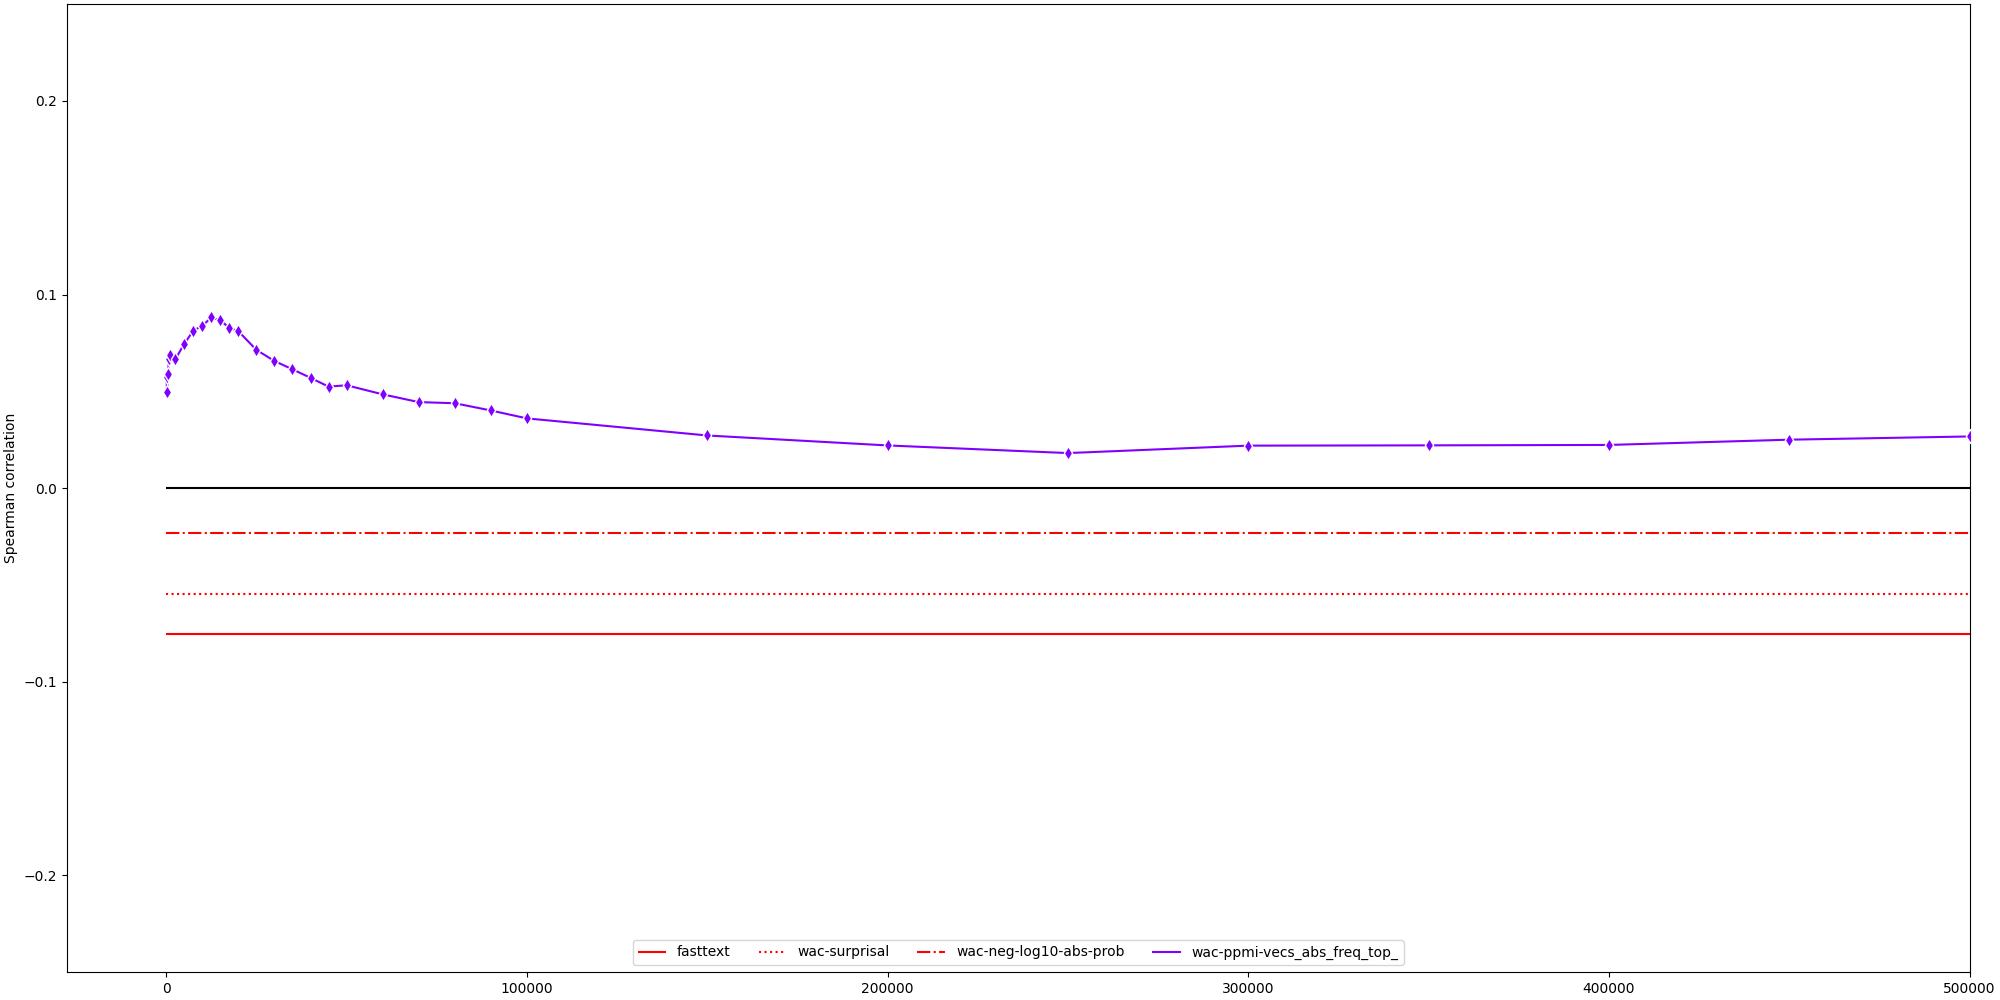 Spearman correlation
0.2
0.1
0.0
−0.1
−0.2
0 100000 200000 300000 400000 500000
fasttext wac-surprisal wac-neg-log10-abs-prob wac-ppmi-vecs_abs_freq_top_